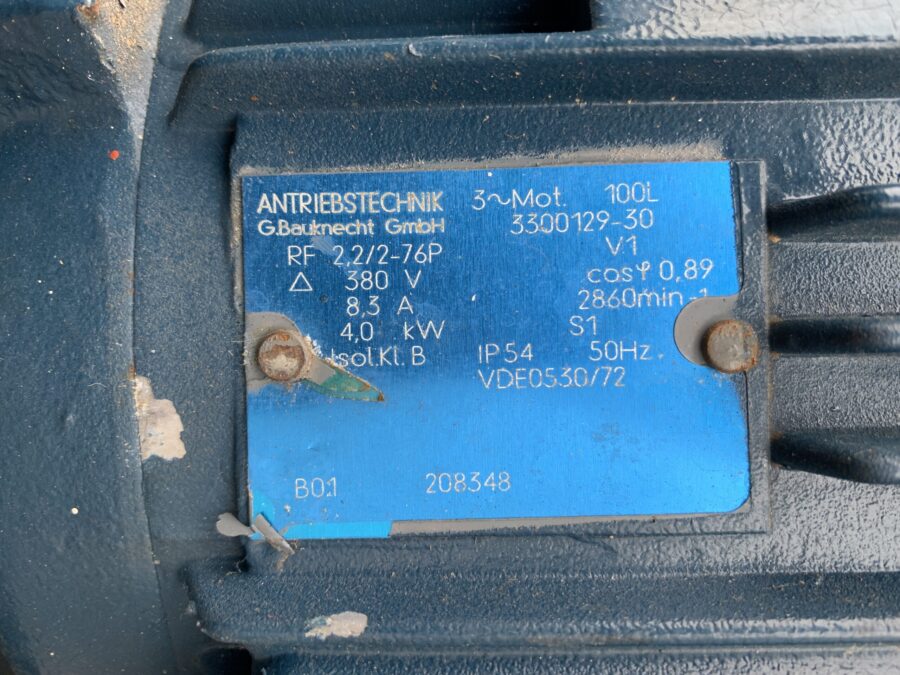 ANTRIEBSTECHNIK 3~Mot. 100L
G.Bauknecht GmbH 3300129-30
RF 2,2/2-76P V1
△ 380 V cosφ 0,89
8,3 A 2860min-1
4,0 kW S1
Isol.Kl. B IP54 50Hz.
VDE0530/72
B01 208348